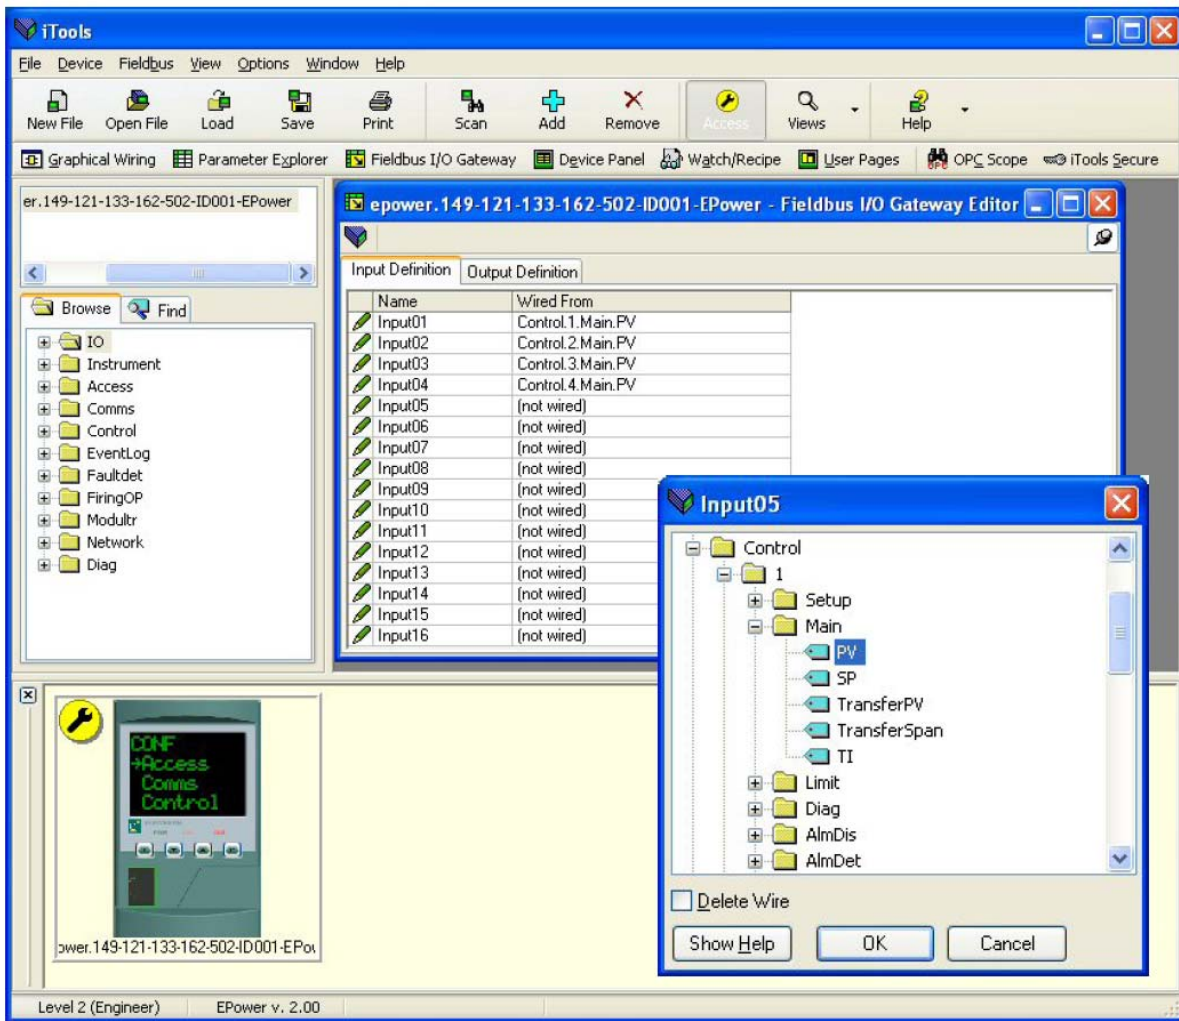 iTools
File Device Fieldbus View Options Window Help
New File Open File Load Save Print Scan Add Remove Access Views Help
Graphical Wiring Parameter Explorer Fieldbus I/O Gateway Device Panel Watch/Recipe User Pages OPC Scope iTools Secure
er.149-121-133-162-502-ID001-EPower
Browse Find
IO
Instrument
Access
Comms
Control
EventLog
Faultdet
FiringOP
Modultr
Network
Diag
epower.149-121-133-162-502-ID001-EPower - Fieldbus I/O Gateway Editor
Input Definition Output Definition
Name Wired From
Input01 Control.1.Main.PV
Input02 Control.2.Main.PV
Input03 Control.3.Main.PV
Input04 Control.4.Main.PV
Input05 (not wired)
Input06 (not wired)
Input07 (not wired)
Input08 (not wired)
Input09 (not wired)
Input10 (not wired)
Input11 (not wired)
Input12 (not wired)
Input13 (not wired)
Input14 (not wired)
Input15 (not wired)
Input16 (not wired)
Input05
Control
1
Setup
Main
PV
SP
TransferPV
TransferSpan
TI
Limit
Diag
AlmDis
AlmDet
Delete Wire
Show Help OK Cancel
CONF
→Access
Comms
Control
ower.149-121-133-162-502-ID001-EPow
Level 2 (Engineer) EPower v. 2.00